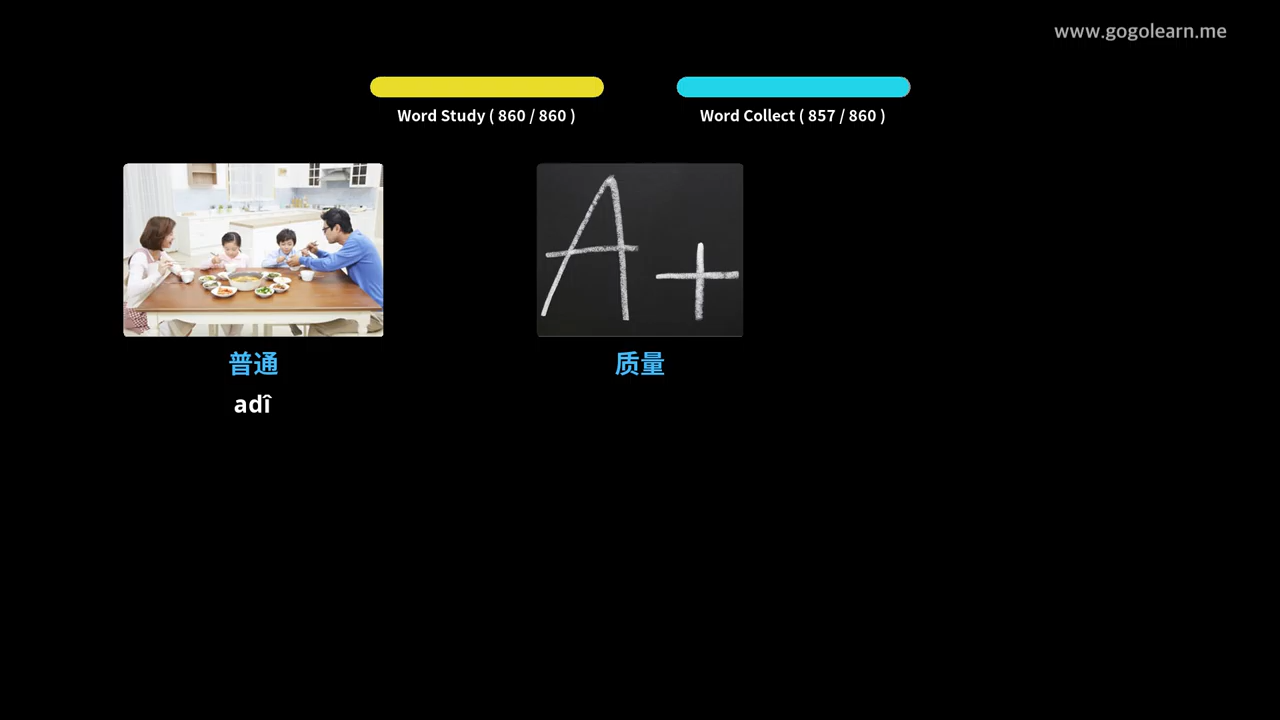 www.gogolearn.me
Word Study ( 860 / 860 )
Word Collect ( 857 / 860 )
A+
普通
质量
adî